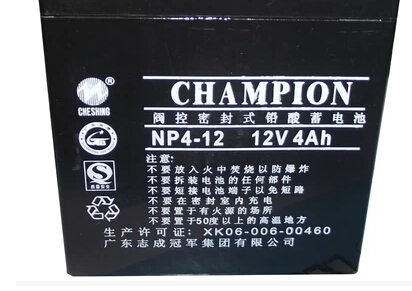 CHAMPION
®
CHESHING
阀控密封式铅酸蓄电池
NP4-12 12V 4Ah
注意事项:
不要放入火中焚烧以防爆炸
不要拆装电池的任何部件
不要短接电池端子以免短路
不要在密封室内充电
不要置于有火源的场所
不要置于50度以上的高温地方
生产许可证: XK06-006-00460
广东志成冠军集团有限公司